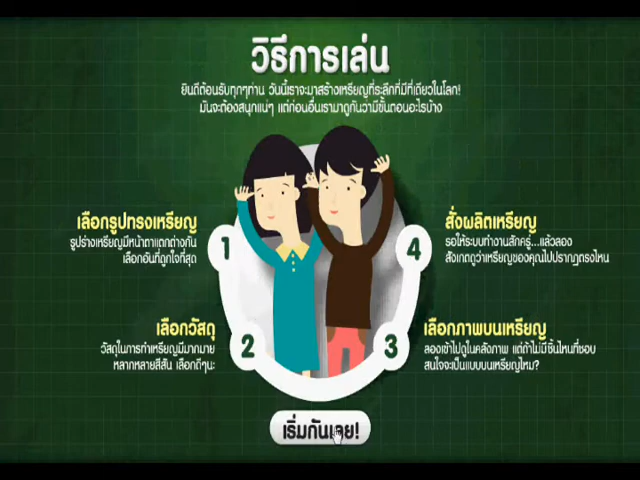 วิธีการเล่น
ยินดีต้อนรับทุกๆท่าน วันนี้เราจะมาสร้างเหรียญที่ระลึกที่มีที่เดียวในโลก!
มันจะต้องสนุกแน่ๆ แต่ก่อนอื่นเรามาดูกันว่ามีขั้นตอนอะไรบ้าง
เลือกรูปทรงเหรียญ
รูปร่างเหรียญมีหน้าตาแตกต่างกัน
เลือกอันที่ถูกใจที่สุด
1
เลือกวัสดุ
วัสดุในการทำเหรียญมีมากมาย
หลากหลายสีสัน เลือกดีๆนะ
2
3
เลือกภาพบนเหรียญ
ลองเข้าไปดูในคลังภาพ แต่ถ้าไม่มีชิ้นไหนที่ชอบ
สนใจจะเป็นแบบบนเหรียญไหม?
4
สั่งผลิตเหรียญ
รอให้ระบบทำงานสักครู่...แล้วลอง
สังเกตดูว่าเหรียญของคุณไปปรากฏตรงไหน
เริ่มกันเลย!